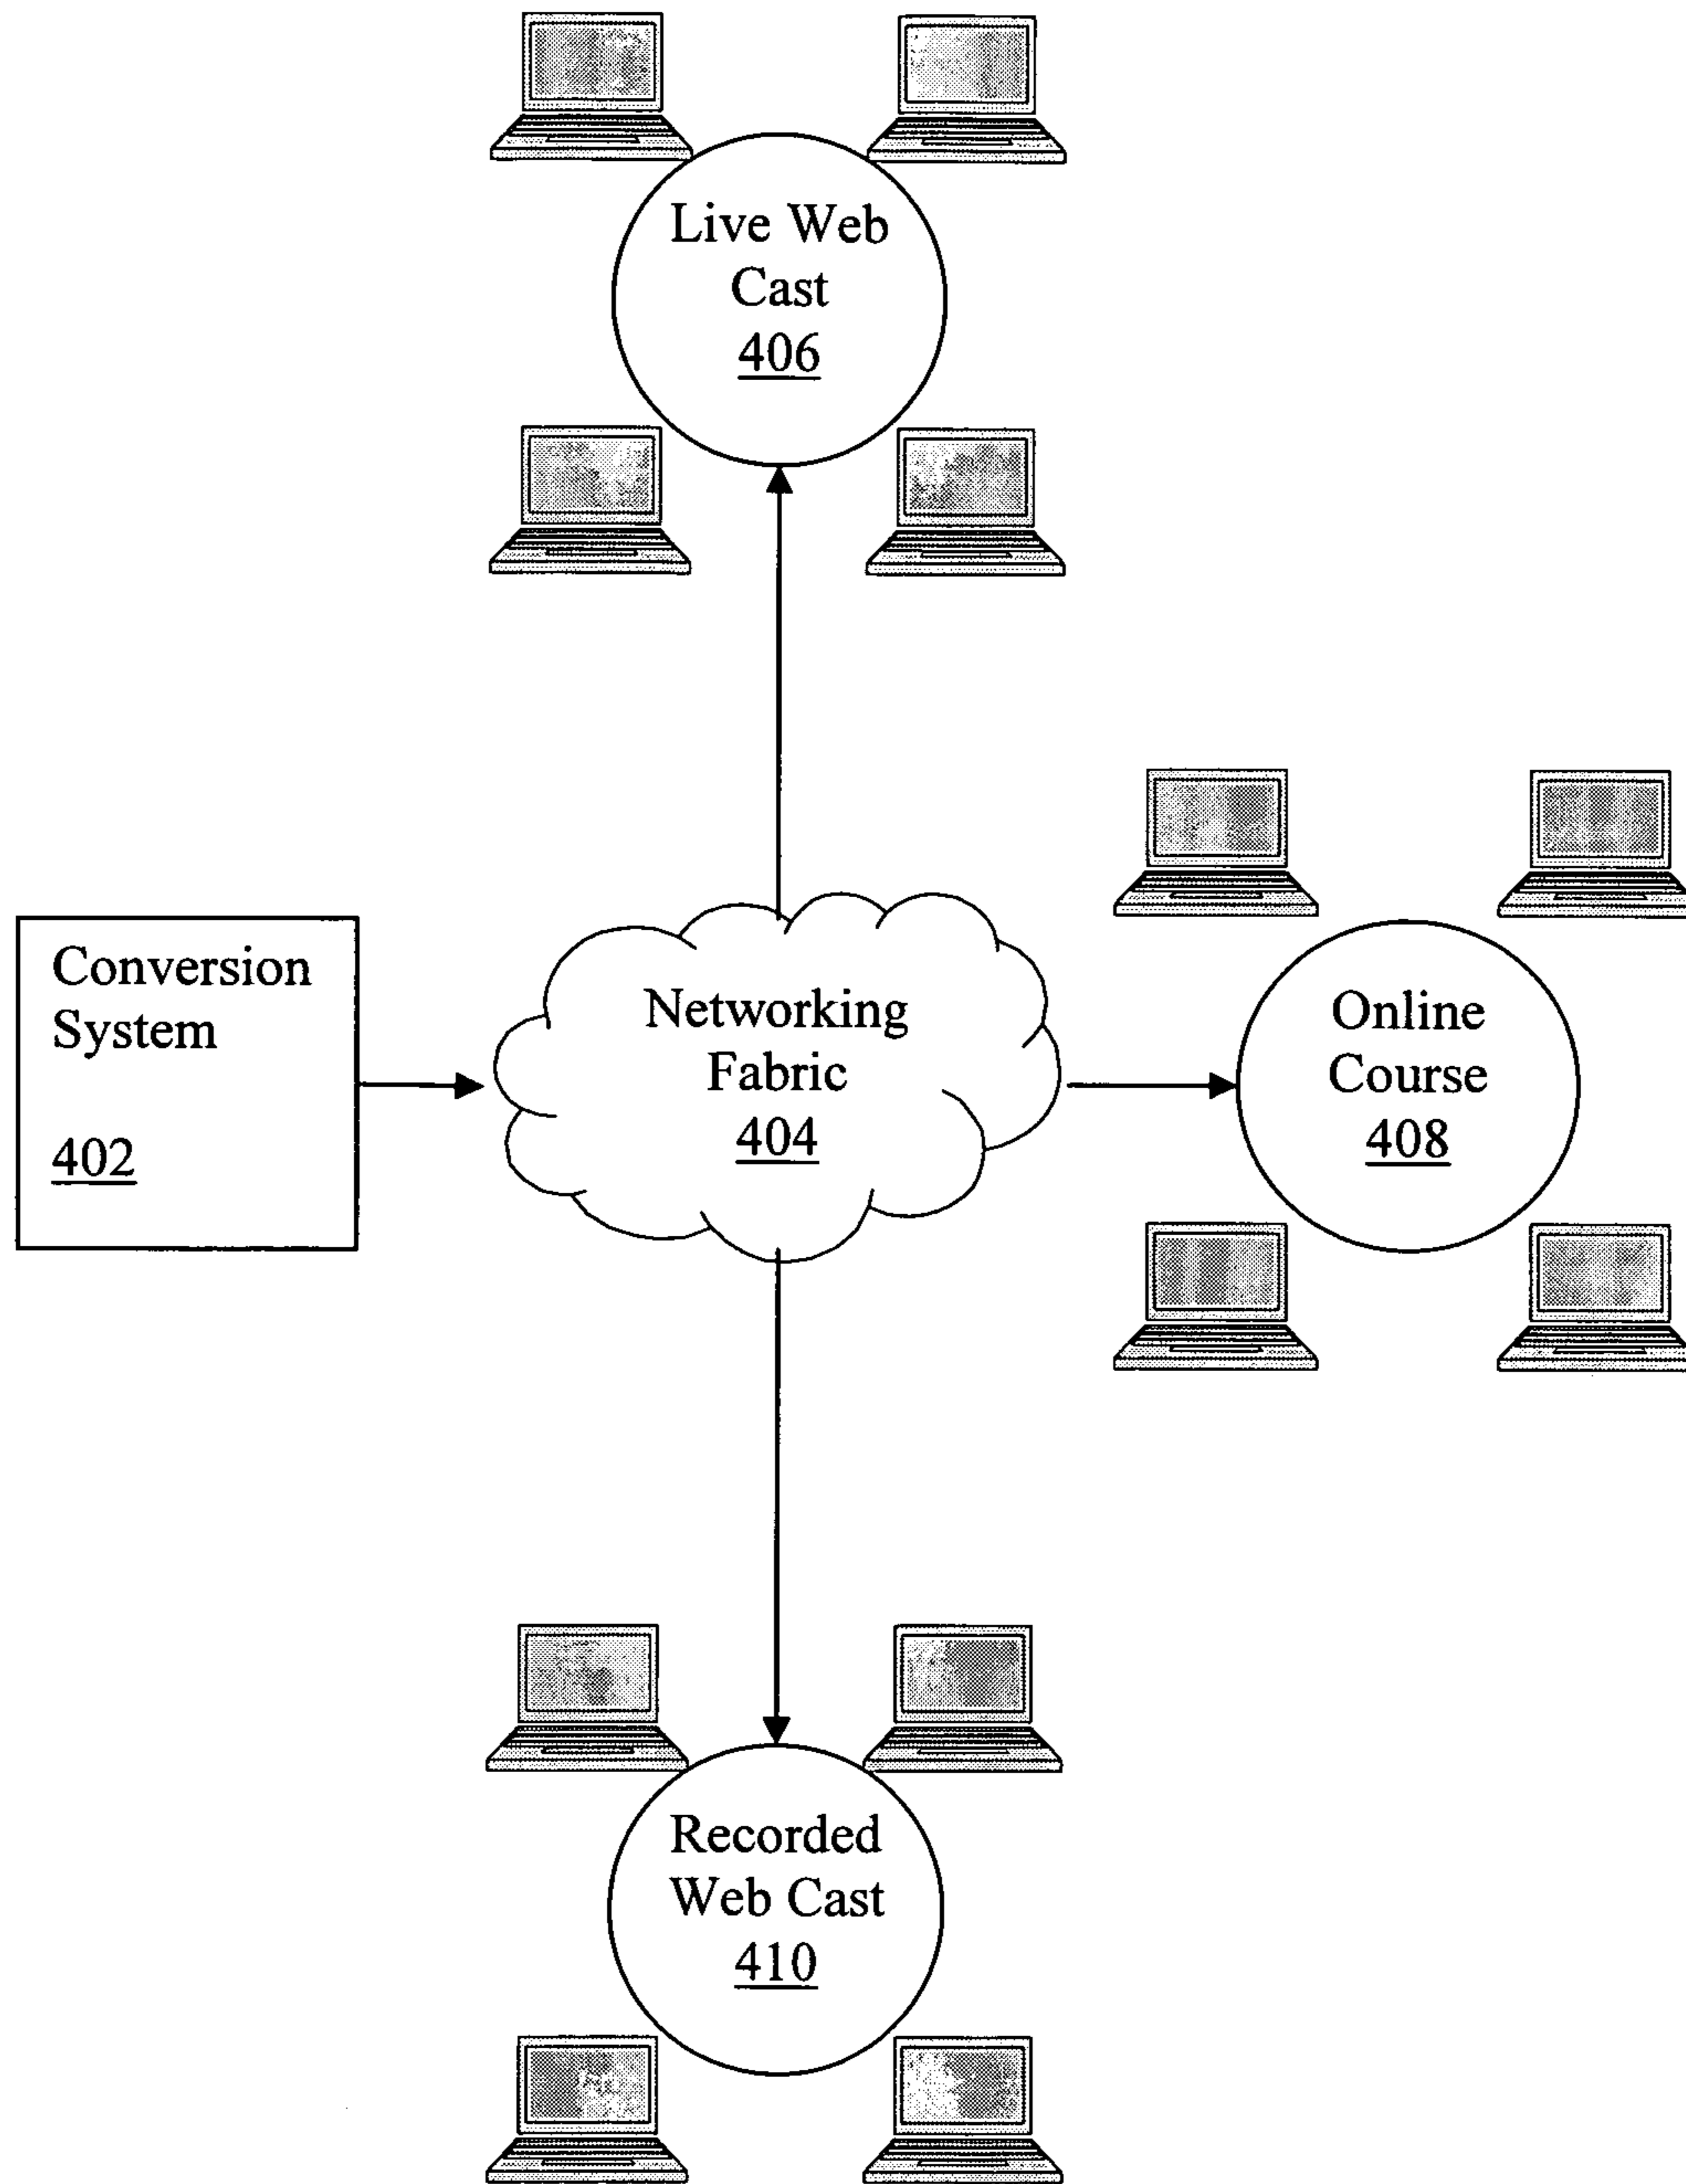 Live Web
Cast
406
Conversion
System
402
Networking
Fabric
404
Online
Course
408
Recorded
Web Cast
410